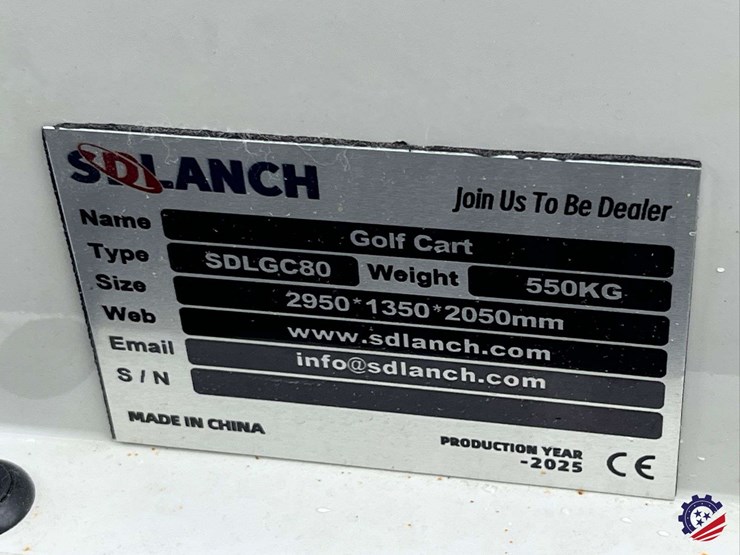 SDLANCH
Join Us To Be Dealer
Name Golf Cart
Type SDLGC80 Weight 550KG
Size 2950*1350*2050mm
Web www.sdlanch.com
Email info@sdlanch.com
S / N
MADE IN CHINA
PRODUCTION YEAR
-2025
CE